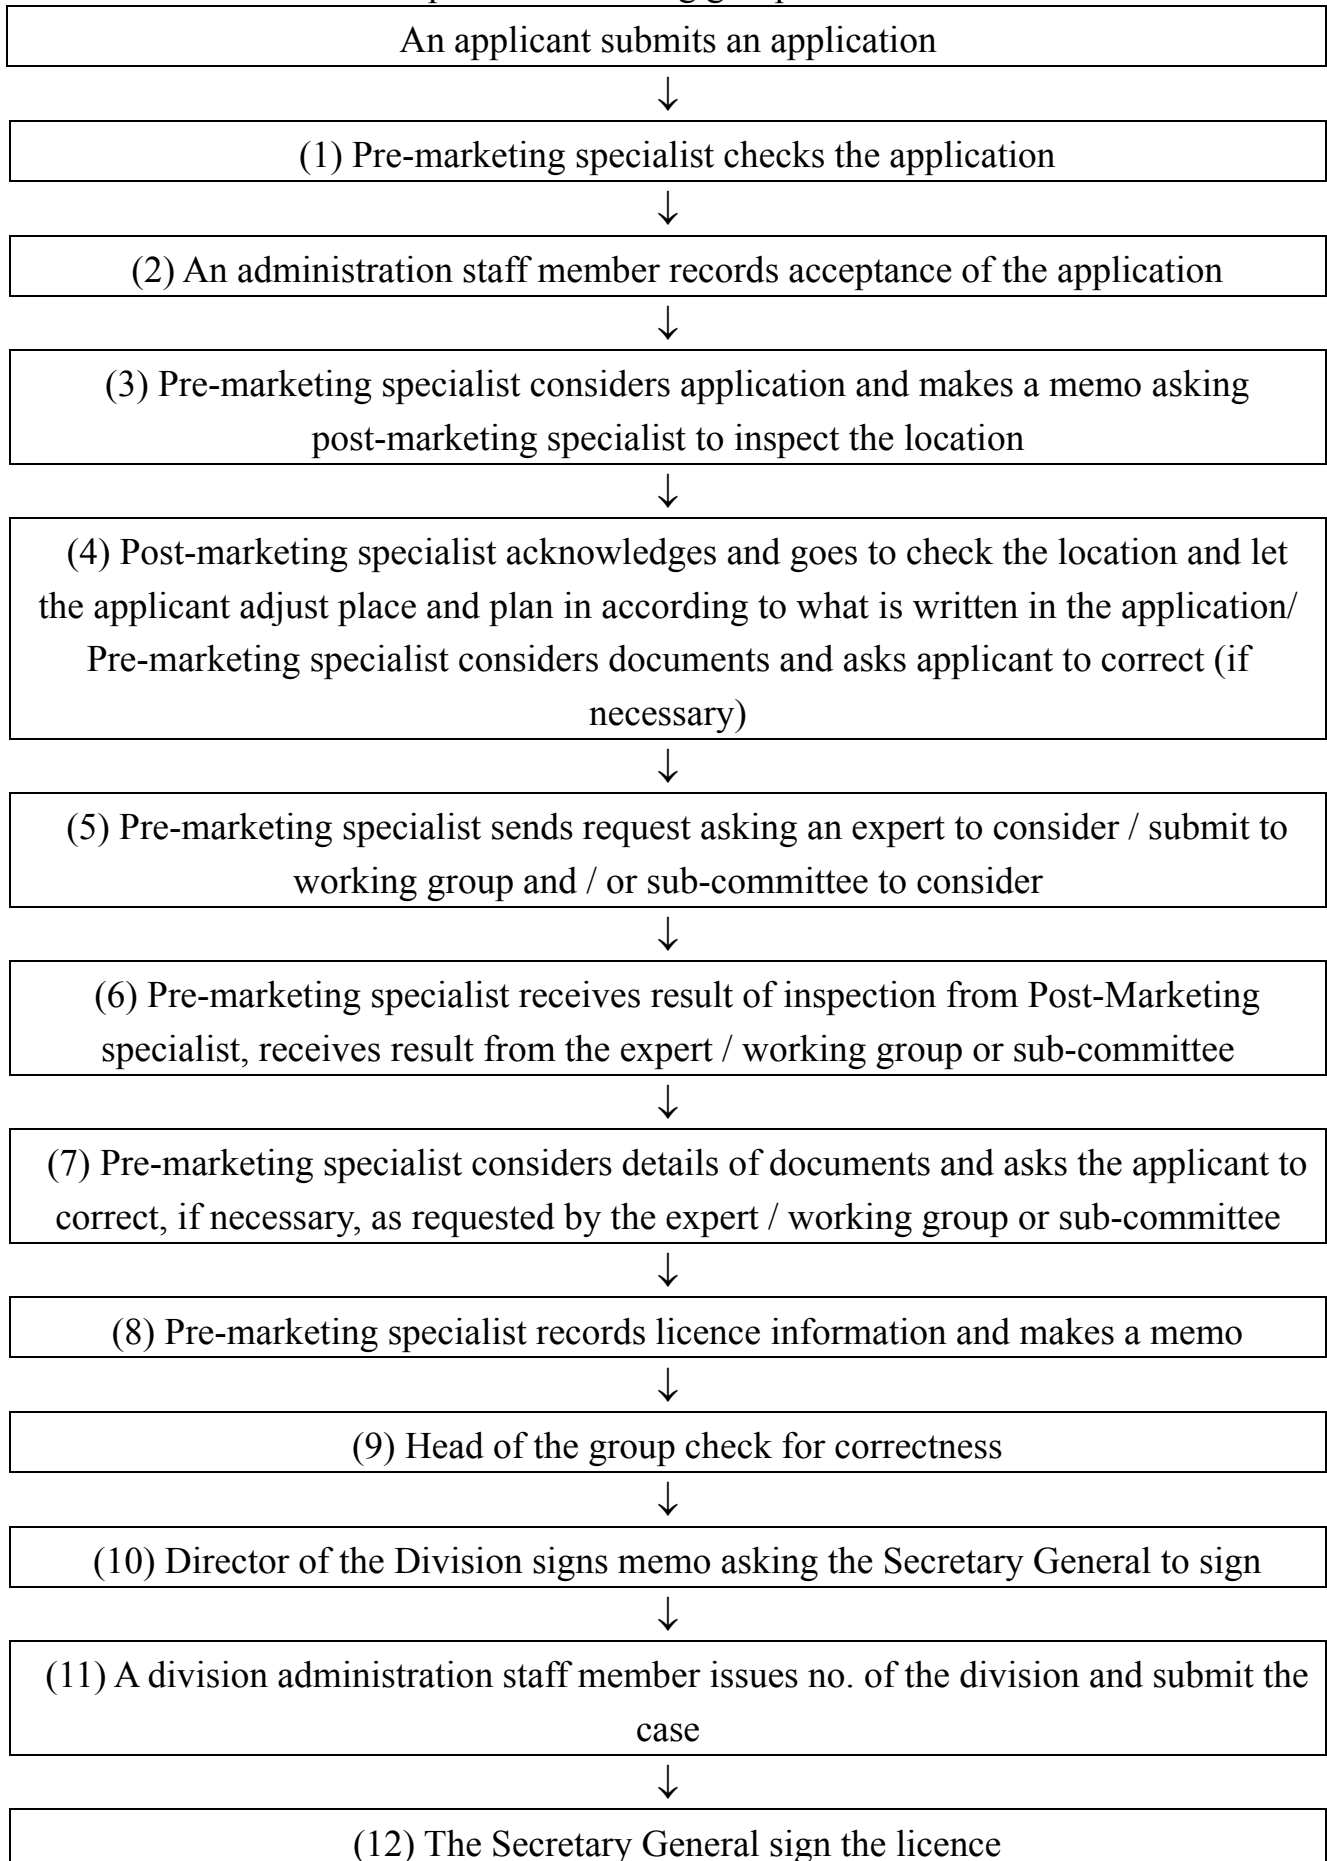 An applicant submits an application
↓
(1) Pre-marketing specialist checks the application
↓
(2) An administration staff member records acceptance of the application
↓
(3) Pre-marketing specialist considers application and makes a memo asking
post-marketing specialist to inspect the location
↓
(4) Post-marketing specialist acknowledges and goes to check the location and let
the applicant adjust place and plan in according to what is written in the application/
Pre-marketing specialist considers documents and asks applicant to correct (if
necessary)
↓
(5) Pre-marketing specialist sends request asking an expert to consider / submit to
working group and / or sub-committee to consider
↓
(6) Pre-marketing specialist receives result of inspection from Post-Marketing
specialist, receives result from the expert / working group or sub-committee
↓
(7) Pre-marketing specialist considers details of documents and asks the applicant to
correct, if necessary, as requested by the expert / working group or sub-committee
↓
(8) Pre-marketing specialist records licence information and makes a memo
↓
(9) Head of the group check for correctness
↓
(10) Director of the Division signs memo asking the Secretary General to sign
↓
(11) A division administration staff member issues no. of the division and submit the
case
↓
(12) The Secretary General sign the licence